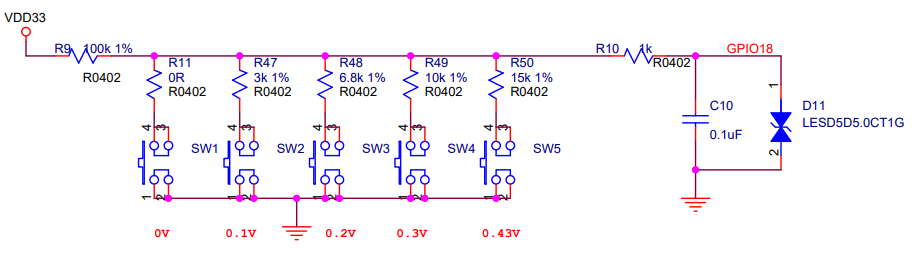 VDD33
R9 100k 1%
R0402
R11
0R
R0402
R47
3k 1%
R0402
R48
6.8k 1%
R0402
R49
10k 1%
R0402
R50
15k 1%
R0402
R10 1k
R0402
GPIO18
4 3
SW1
1 2
4 3
SW2
1 2
4 3
SW3
1 2
4 3
SW4
1 2
4 3
SW5
1 2
C10
0.1uF
1
D11
LESD5D5.0CT1G
2
0V 0.1V 0.2V 0.3V 0.43V